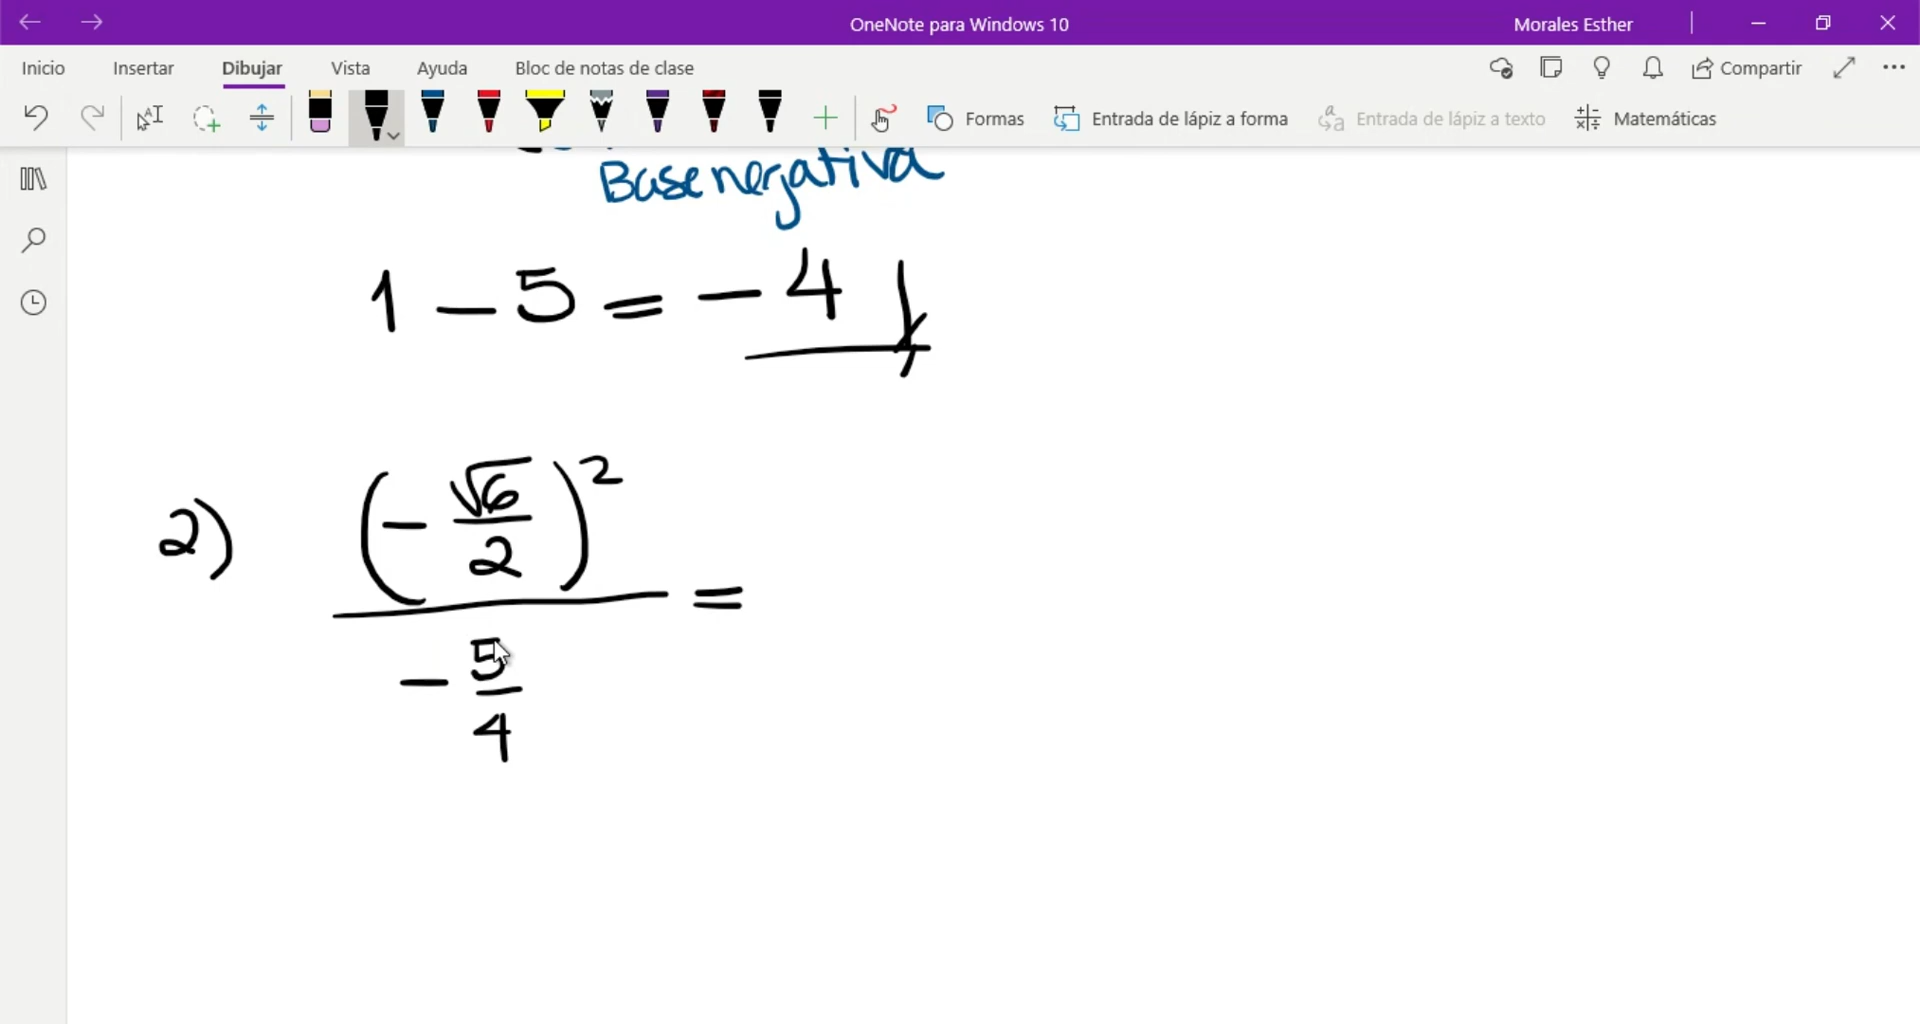 OneNote para Windows 10
Morales Esther
Inicio Insertar Dibujar Vista Ayuda Bloc de notas de clase
Compartir
Formas Entrada de lápiz a forma Entrada de lápiz a texto Matemáticas
Base negativa
1 - 5 = - 4
2) (- √6/2)² / - 5/4 =